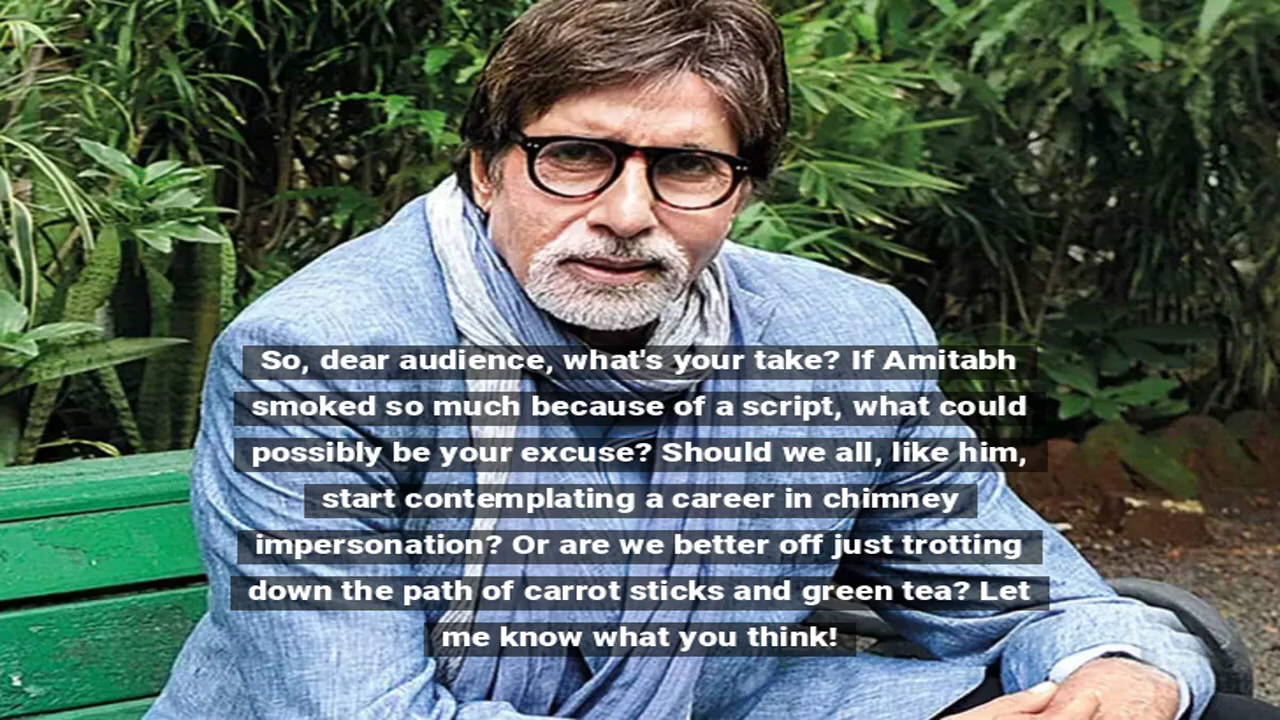 So, dear audience, what's your take? If Amitabh
smoked so much because of a script, what could
possibly be your excuse? Should we all, like him,
start contemplating a career in chimney
impersonation? Or are we better off just trotting
down the path of carrot sticks and green tea? Let
me know what you think!